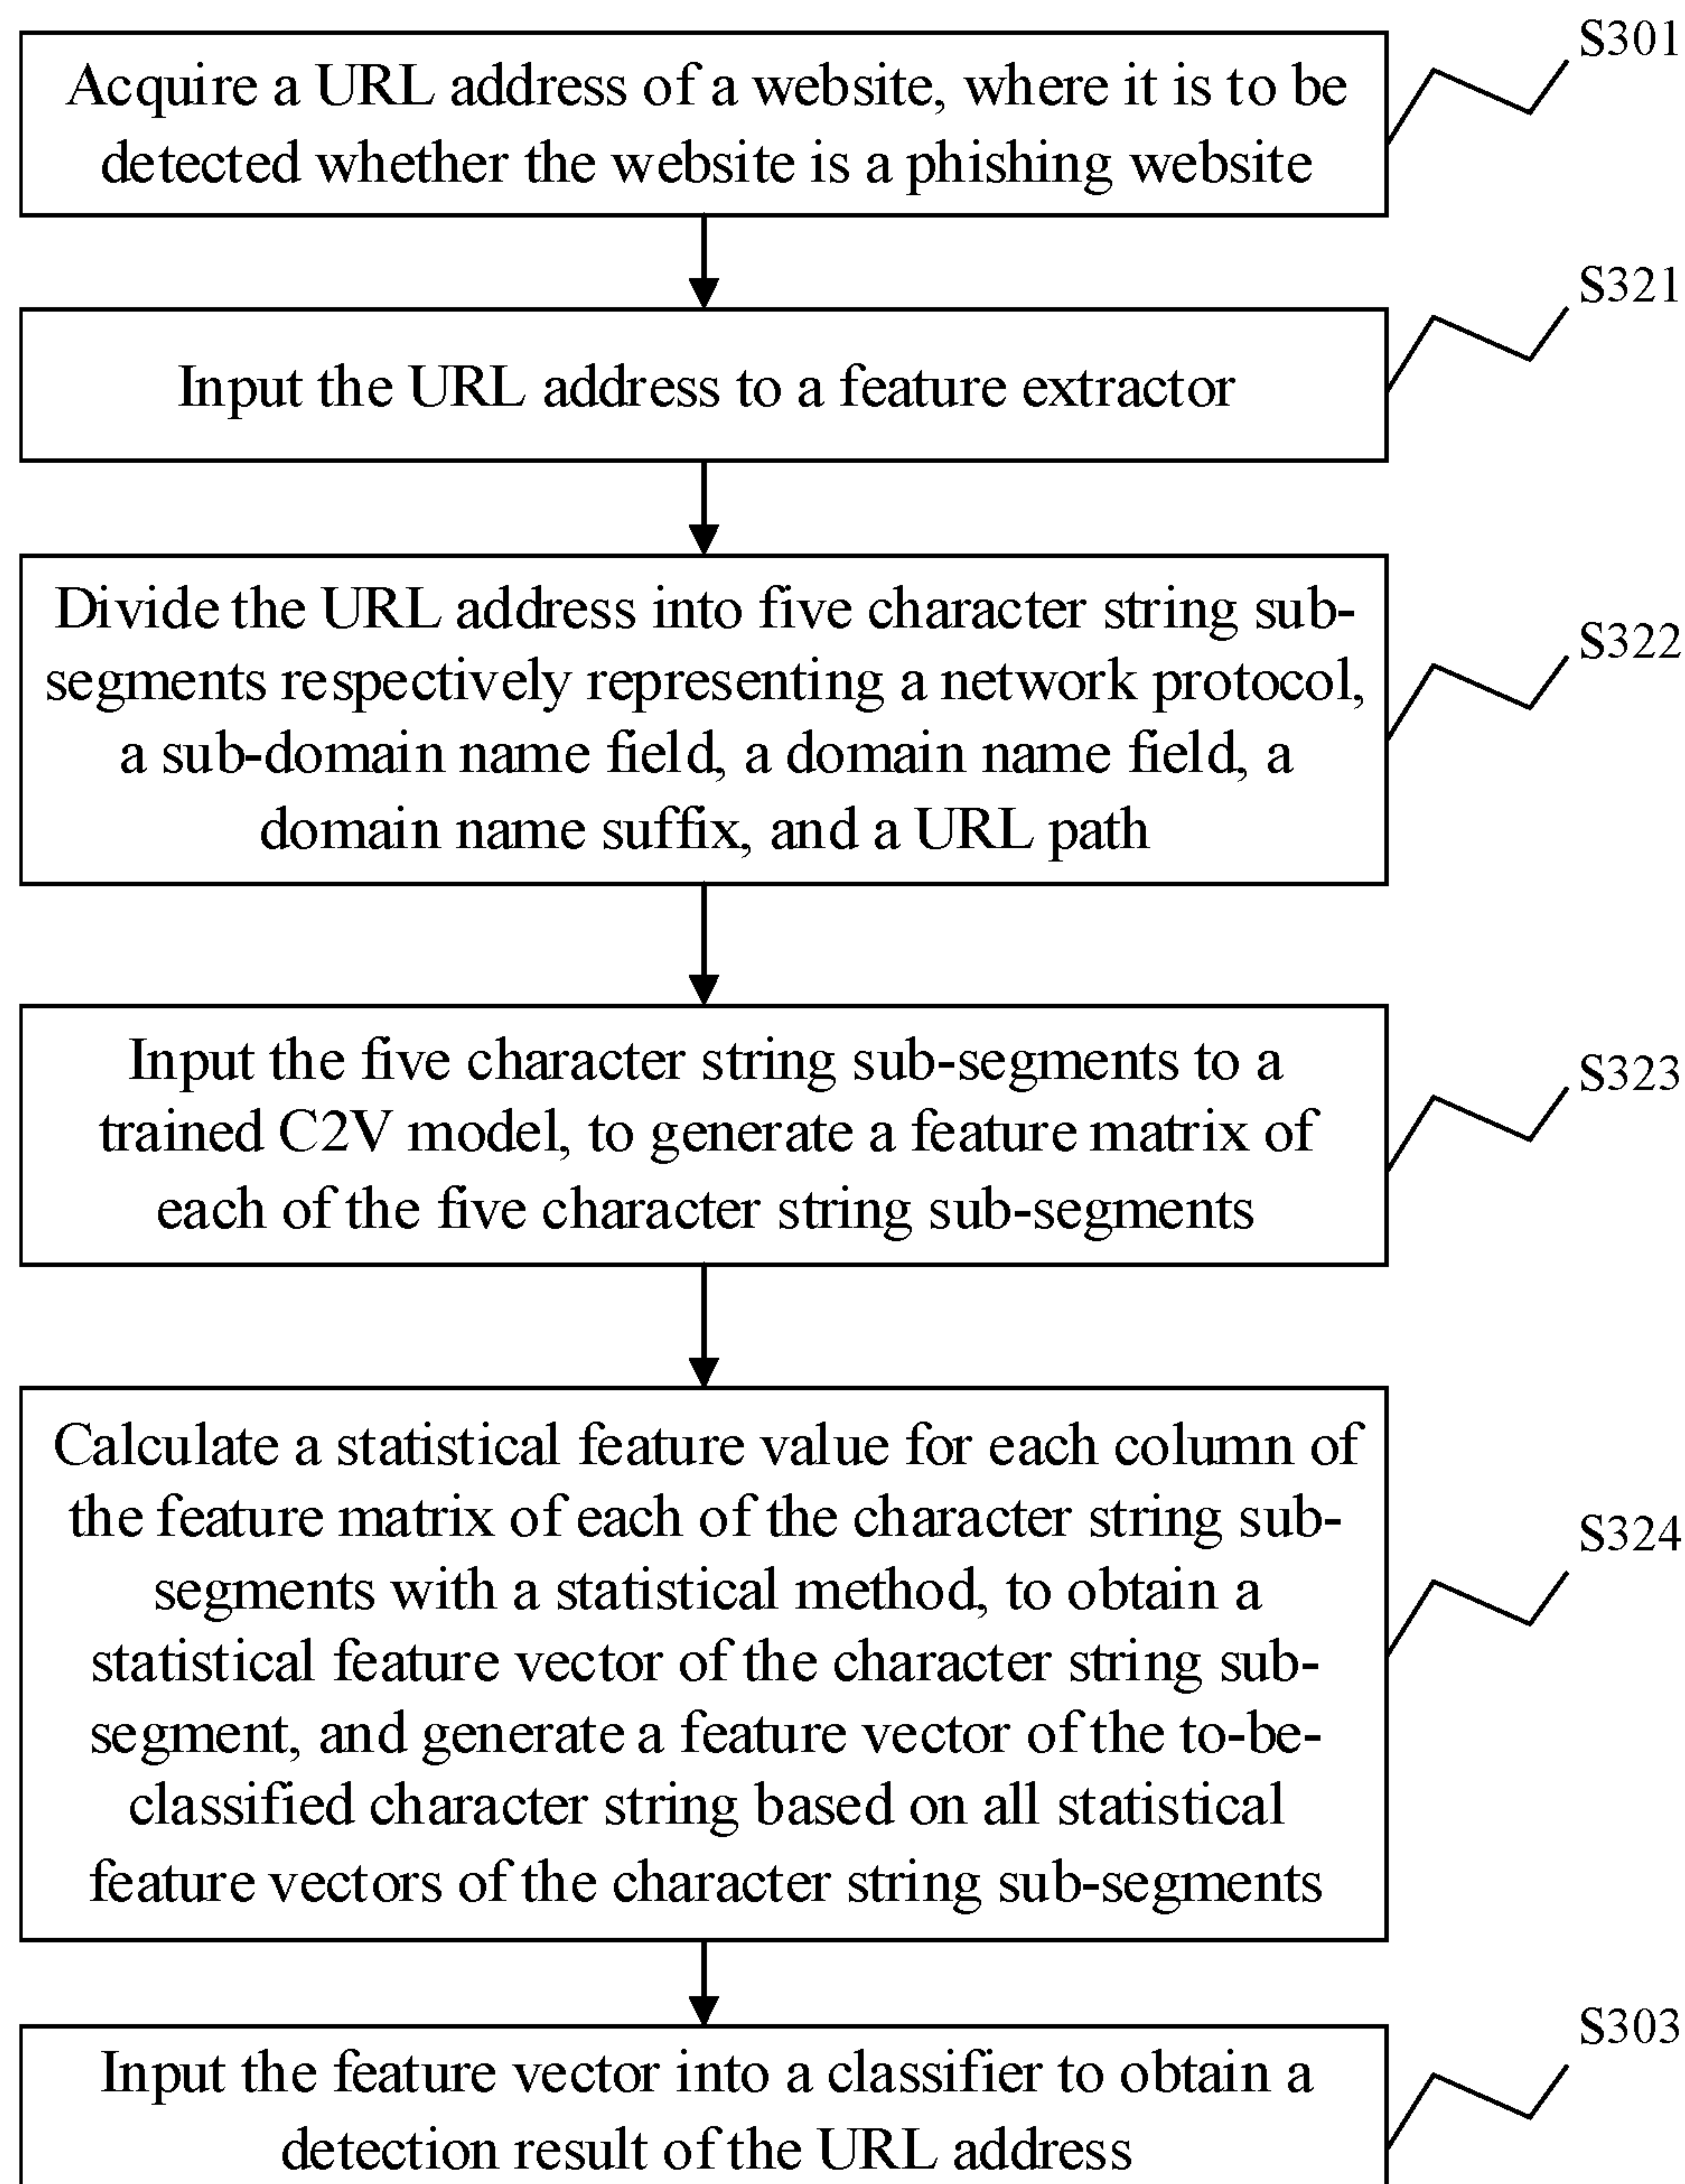 S301
Acquire a URL address of a website, where it is to be
detected whether the website is a phishing website
S321
Input the URL address to a feature extractor
Divide the URL address into five character string sub-
segments respectively representing a network protocol,
a sub-domain name field, a domain name field, a
domain name suffix, and a URL path
S322
Input the five character string sub-segments to a
trained C2V model, to generate a feature matrix of
each of the five character string sub-segments
S323
Calculate a statistical feature value for each column of
the feature matrix of each of the character string sub-
segments with a statistical method, to obtain a
statistical feature vector of the character string sub-
segment, and generate a feature vector of the to-be-
classified character string based on all statistical
feature vectors of the character string sub-segments
S324
S303
Input the feature vector into a classifier to obtain a
detection result of the URL address